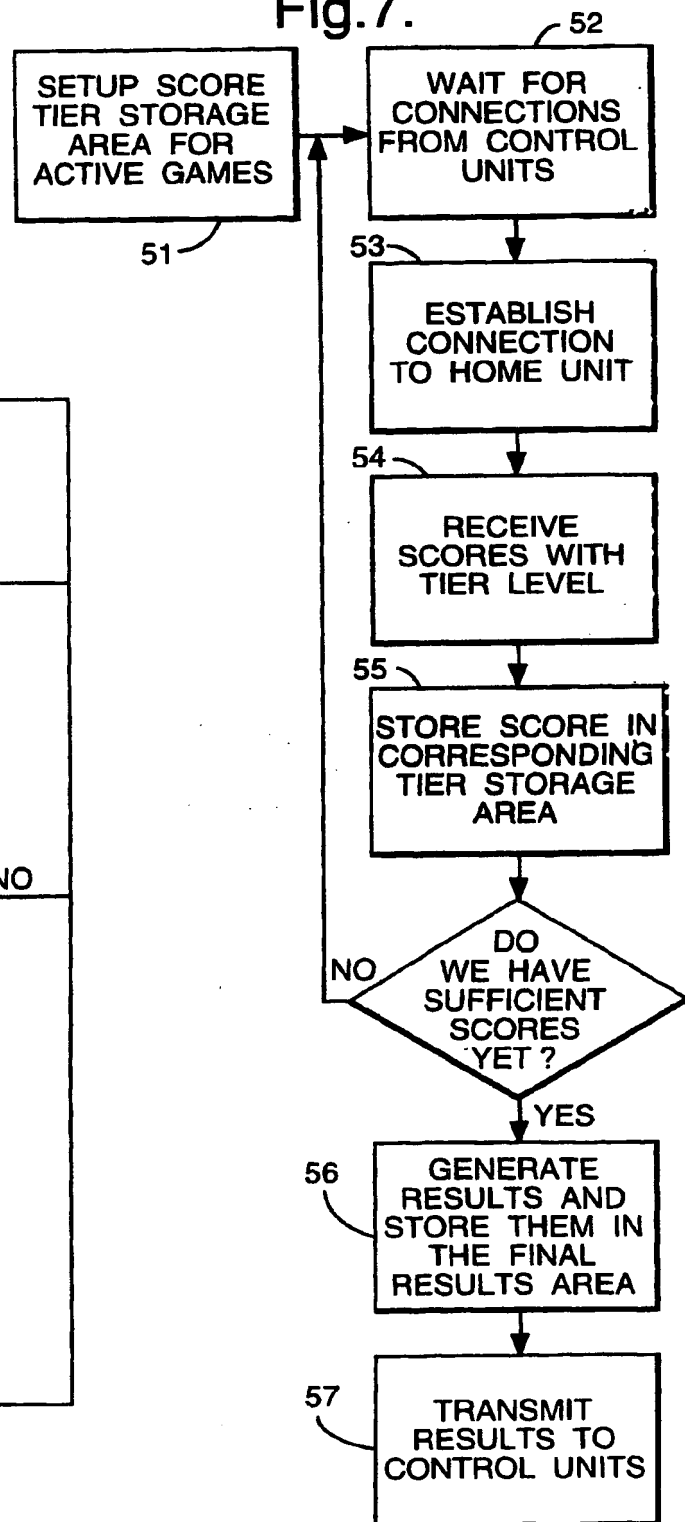 Fig.7.
SETUP SCORE
TIER STORAGE
AREA FOR
ACTIVE GAMES
51
52
WAIT FOR
CONNECTIONS
FROM CONTROL
UNITS
53
ESTABLISH
CONNECTION
TO HOME UNIT
54
RECEIVE
SCORES WITH
TIER LEVEL
55
STORE SCORE IN
CORRESPONDING
TIER STORAGE
AREA
NO
DO
WE HAVE
SUFFICIENT
SCORES
YET ?
NO
YES
56
GENERATE
RESULTS AND
STORE THEM IN
THE FINAL
RESULTS AREA
57
TRANSMIT
RESULTS TO
CONTROL UNITS